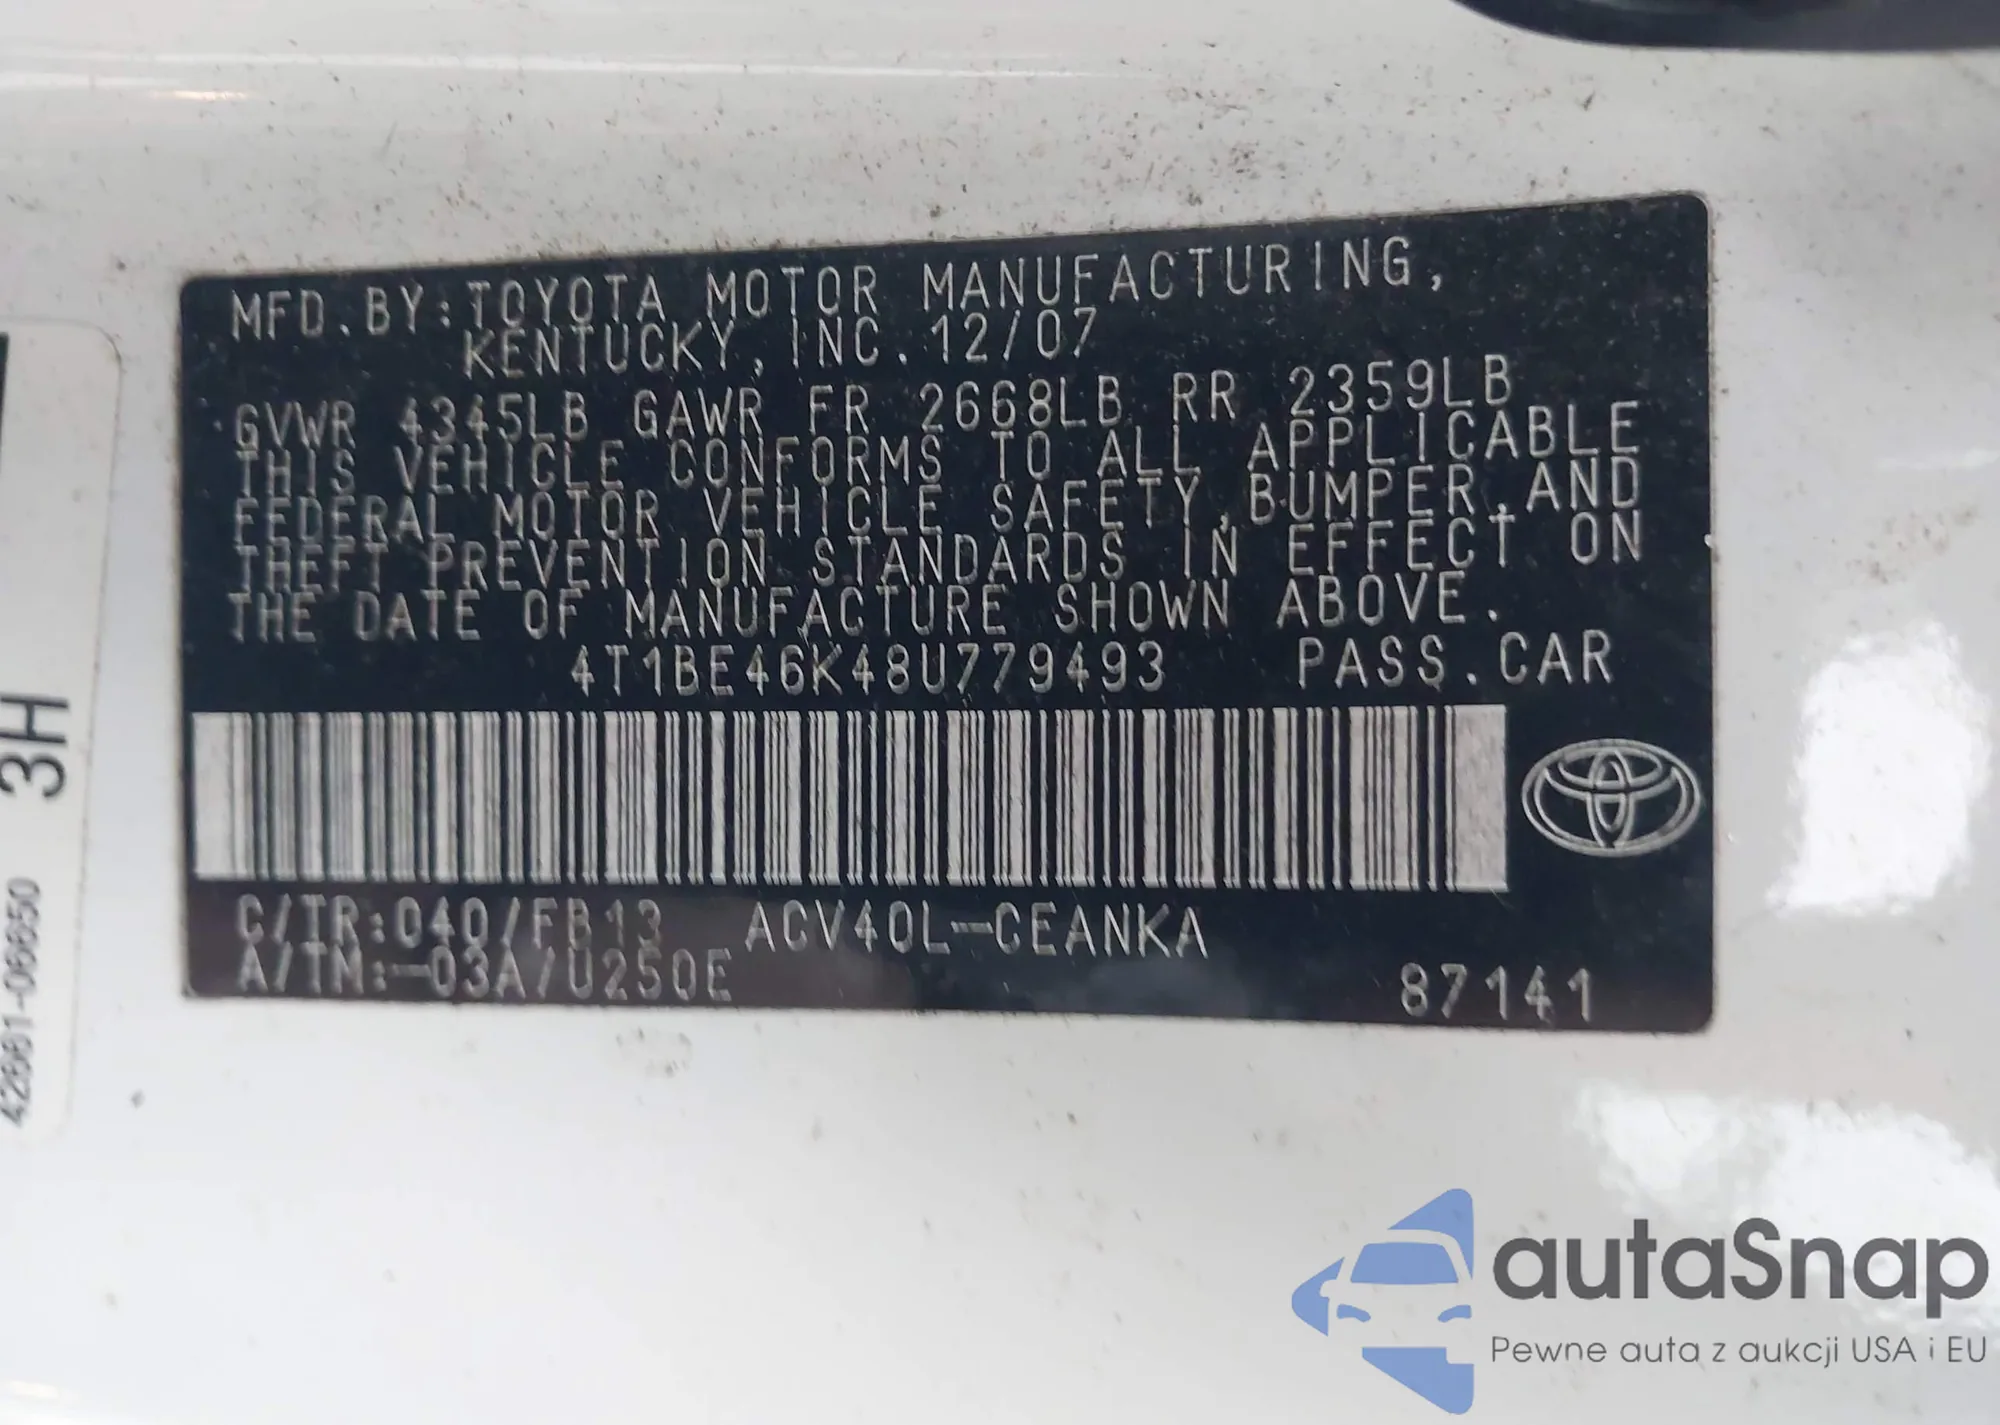 MFD.BY:TOYOTA MOTOR MANUFACTURING,
KENTUCKY,INC.12/07
GVWR 4345LB GAWR FR 2668LB RR 2359LB
THIS VEHICLE CONFORMS TO ALL APPLICABLE
FEDERAL MOTOR VEHICLE SAFETY,BUMPER,AND
THEFT PREVENTION STANDARDS IN EFFECT ON
THE DATE OF MANUFACTURE SHOWN ABOVE.
4T1BE46K48U779493 PASS.CAR
C/TR:040/FB13 ACV40L-CEANKA
A/TM:-03A/U250E
87141
3H
42661-06650
autaSnap
Pewne auta z aukcji USA i EU